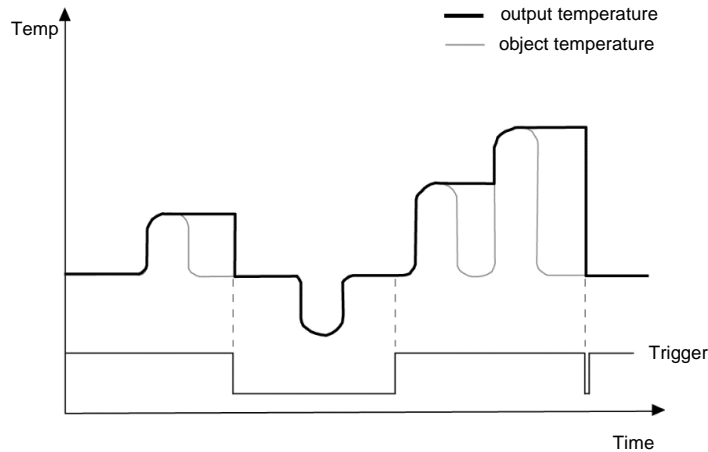 output temperature
Temp
object temperature
Trigger
Time